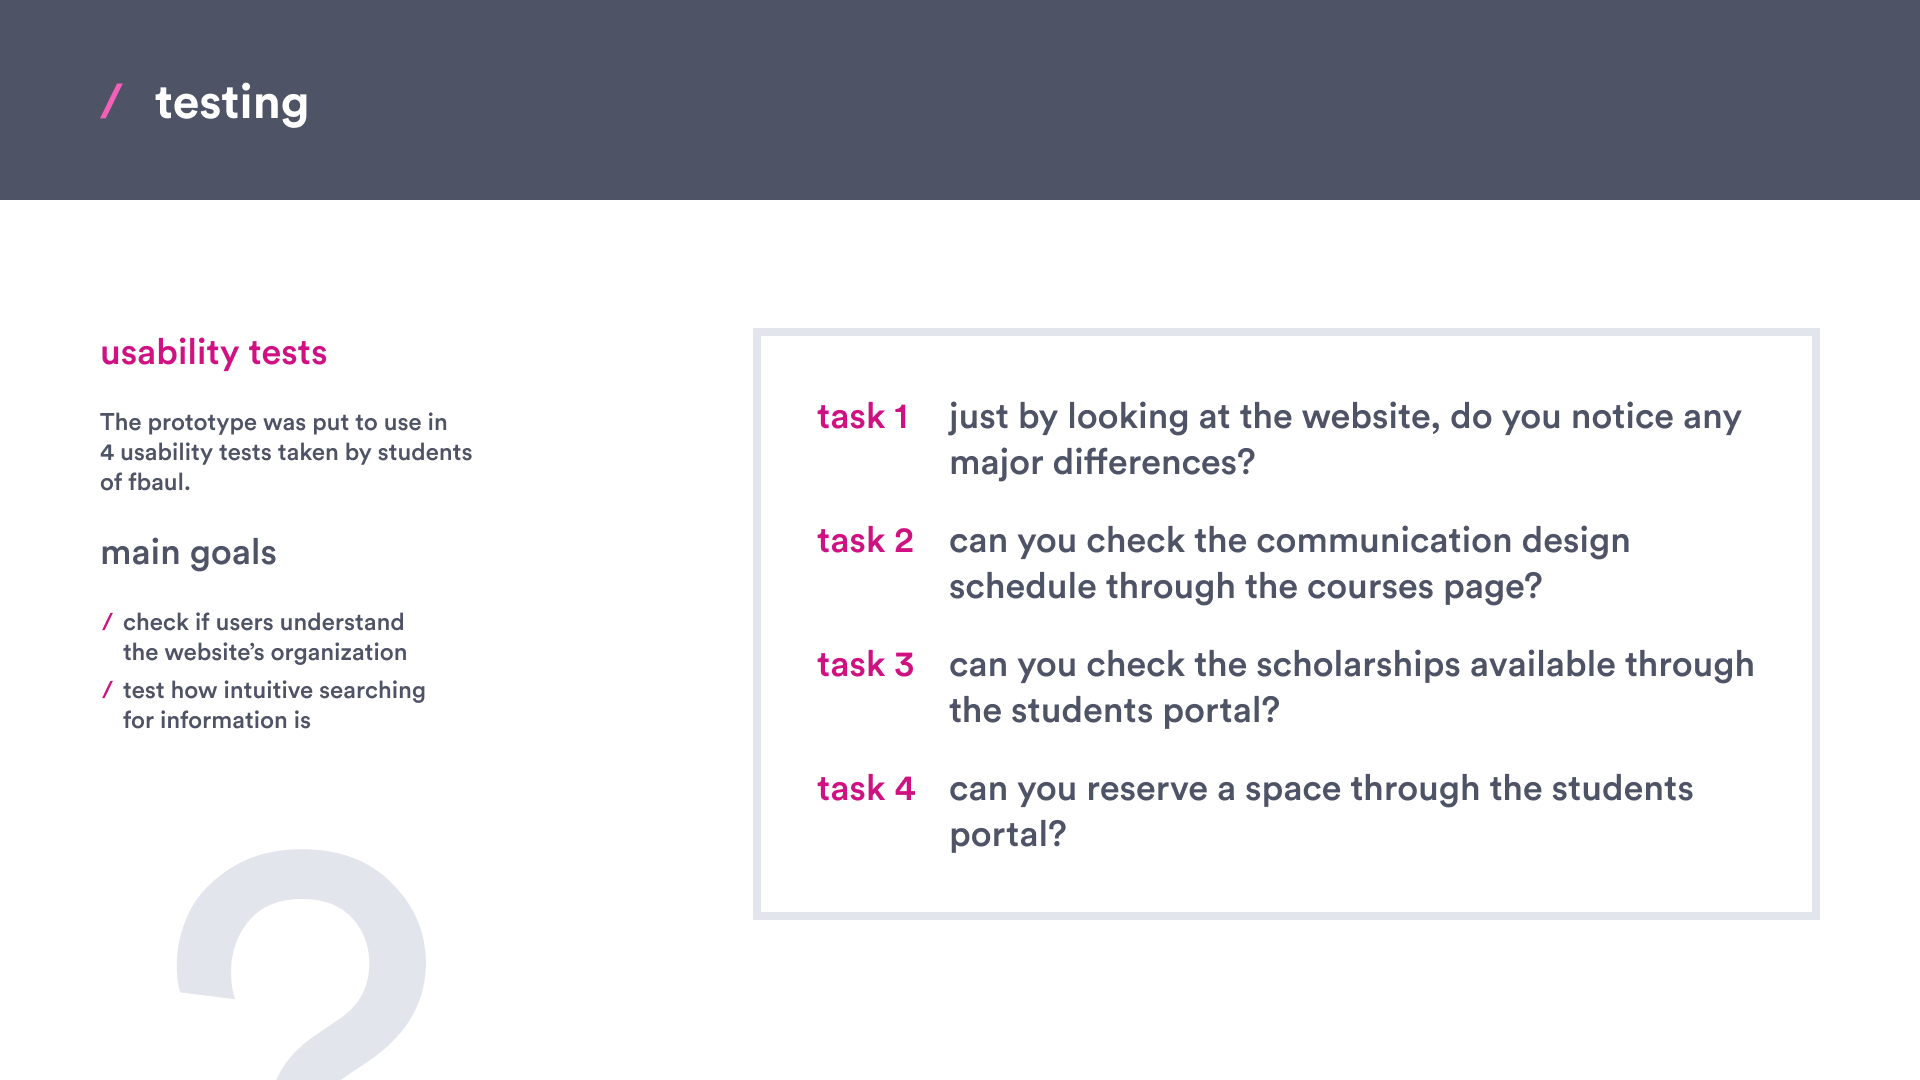 / testing
usability tests
The prototype was put to use in
4 usability tests taken by students
of fbaul.
main goals
/ check if users understand
the website’s organization
/ test how intuitive searching
for information is
task 1 just by looking at the website, do you notice any
major differences?
task 2 can you check the communication design
schedule through the courses page?
task 3 can you check the scholarships available through
the students portal?
task 4 can you reserve a space through the students
portal?
?